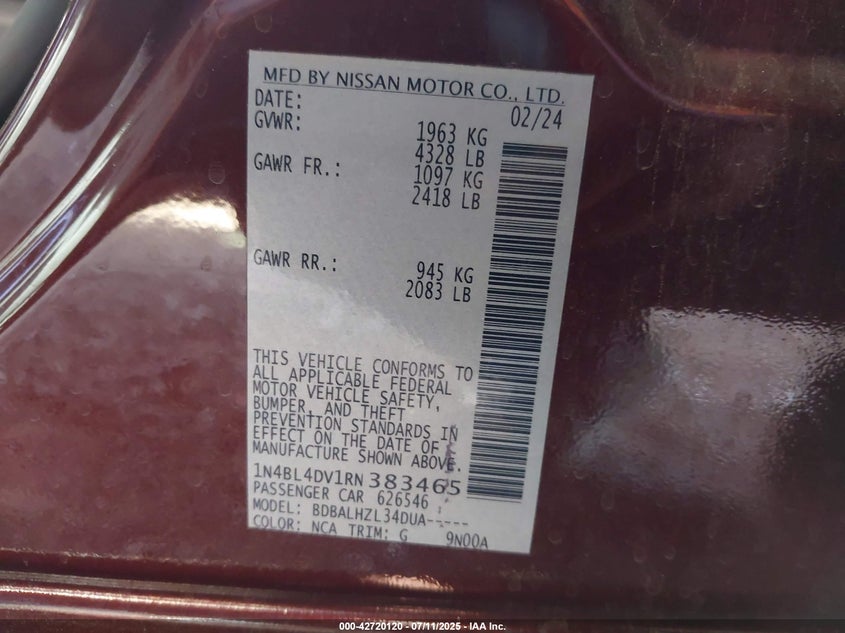 MFD BY NISSAN MOTOR CO., LTD.
DATE: 02/24
GVWR: 1963 KG
4328 LB
GAWR FR.: 1097 KG
2418 LB
GAWR RR.: 945 KG
2083 LB
THIS VEHICLE CONFORMS TO
ALL APPLICABLE FEDERAL
MOTOR VEHICLE SAFETY,
BUMPER, AND THEFT
PREVENTION STANDARDS IN
EFFECT ON THE DATE OF
MANUFACTURE SHOWN ABOVE.
1N4BL4DV1RN383465
PASSENGER CAR 626546
MODEL: BDBALHZL34DUA-----
COLOR: NCA TRIM: G 9N00A
000-42720120 - 07/11/2025 - IAA Inc.